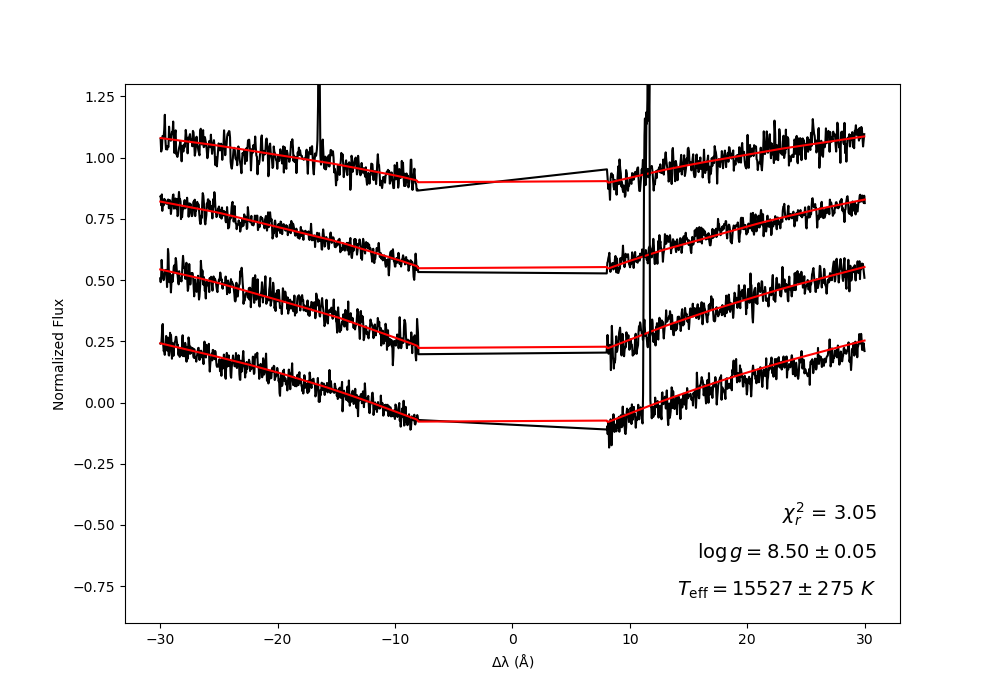 1.25
1.00
0.75
0.50
0.25
0.00
−0.25
−0.50
−0.75
Normalized Flux
χ²ᵣ = 3.05
log g = 8.50 ± 0.05
T_eff = 15527 ± 275 K
−30 −20 −10 0 10 20 30
Δλ (Å)